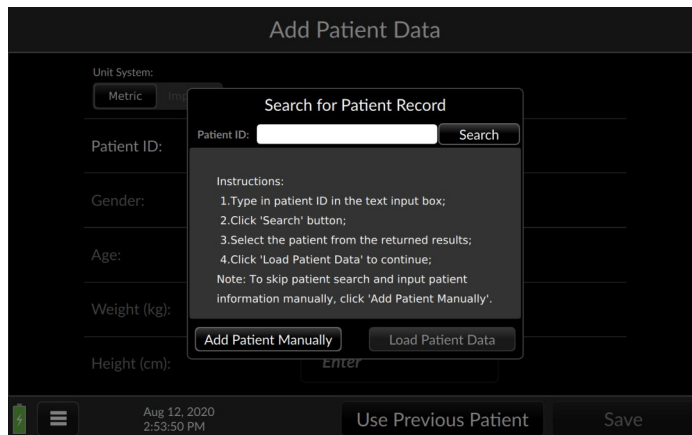 Add Patient Data
Unit System:
Metric
Search for Patient Record
Patient ID:
Search
Patient ID:
Instructions:
1.Type in patient ID in the text input box;
2.Click 'Search' button;
3.Select the patient from the returned results;
4.Click 'Load Patient Data' to continue;
Note: To skip patient search and input patient
information manually, click 'Add Patient Manually'.
Gender:
Age:
Weight (kg):
Add Patient Manually
Load Patient Data
Height (cm):
Enter
Aug 12, 2020
2:53:50 PM
Use Previous Patient
Save